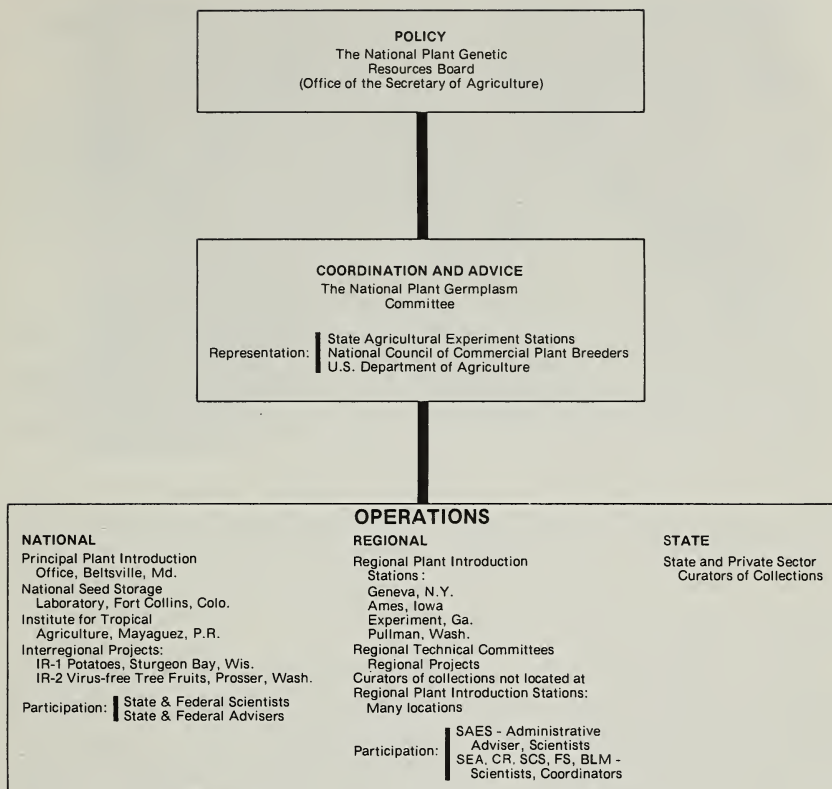 POLICY
The National Plant Genetic
Resources Board
(Office of the Secretary of Agriculture)
COORDINATION AND ADVICE
The National Plant Germplasm
Committee
Representation:
State Agricultural Experiment Stations
National Council of Commercial Plant Breeders
U.S. Department of Agriculture
OPERATIONS
NATIONAL
Principal Plant Introduction
Office, Beltsville, Md.
National Seed Storage
Laboratory, Fort Collins, Colo.
Institute for Tropical
Agriculture, Mayaguez, P.R.
Interregional Projects:
IR-1 Potatoes, Sturgeon Bay, Wis.
IR-2 Virus-free Tree Fruits, Prosser, Wash.
Participation:
State & Federal Scientists
State & Federal Advisers
REGIONAL
Regional Plant Introduction
Stations:
Geneva, N.Y.
Ames, Iowa
Experiment, Ga.
Pullman, Wash.
Regional Technical Committees
Regional Projects
Curators of collections not located at
Regional Plant Introduction Stations:
Many locations
Participation:
SAES - Administrative
Adviser, Scientists
SEA, CR, SCS, FS, BLM -
Scientists, Coordinators
STATE
State and Private Sector
Curators of Collections